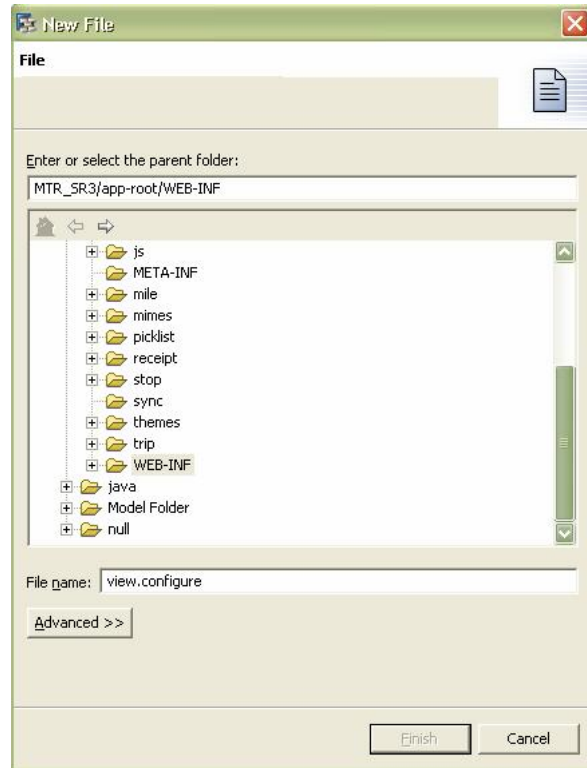 New File
File
Enter or select the parent folder:
MTR_SR3/app-root/WEB-INF
js
META-INF
mile
mimes
picklist
receipt
stop
sync
themes
trip
WEB-INF
java
Model Folder
null
File name: view.configure
Advanced >>
Finish Cancel